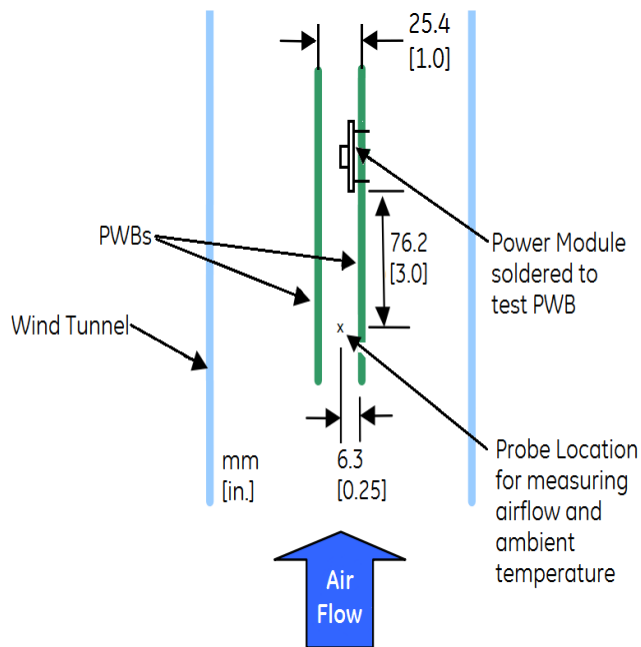 25.4
[1.0]
PWBs
76.2
[3.0]
Power Module
soldered to
test PWB
Wind Tunnel
x
mm
[in.]
6.3
[0.25]
Probe Location
for measuring
airflow and
ambient
temperature
Air
Flow